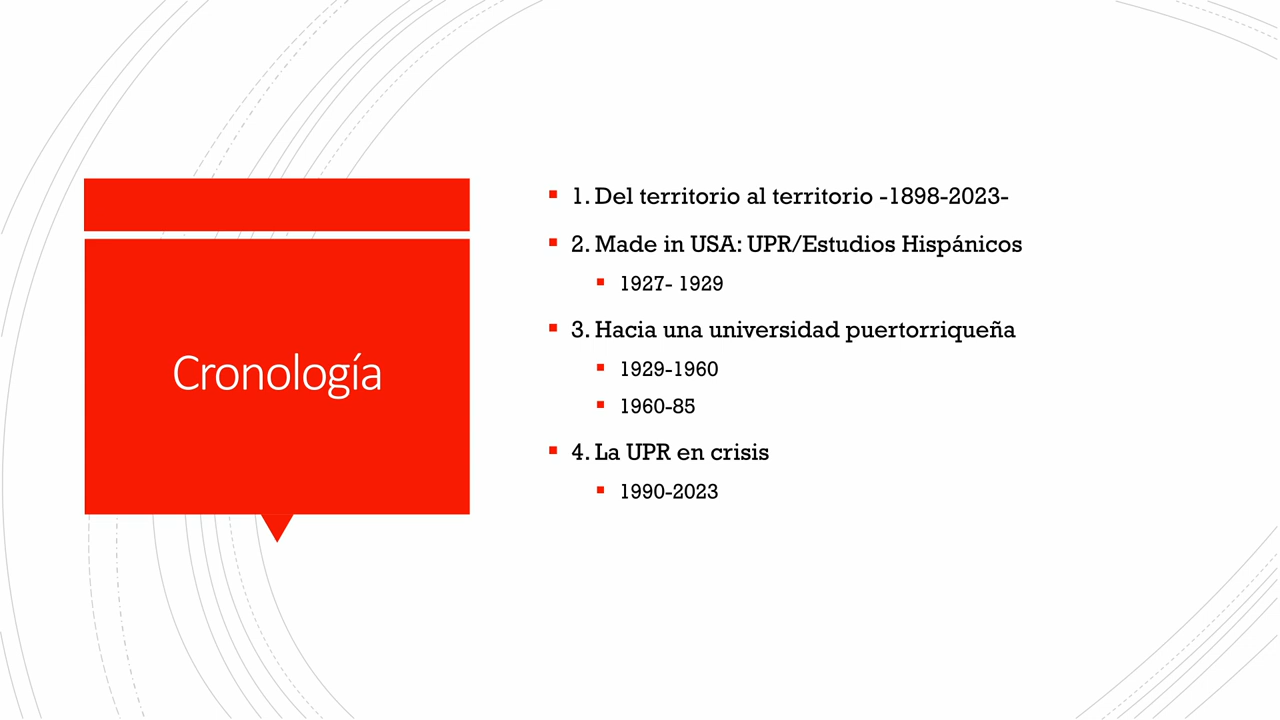 Cronología
1. Del territorio al territorio -1898-2023-
2. Made in USA: UPR/Estudios Hispánicos
1927- 1929
3. Hacia una universidad puertorriqueña
1929-1960
1960-85
4. La UPR en crisis
1990-2023